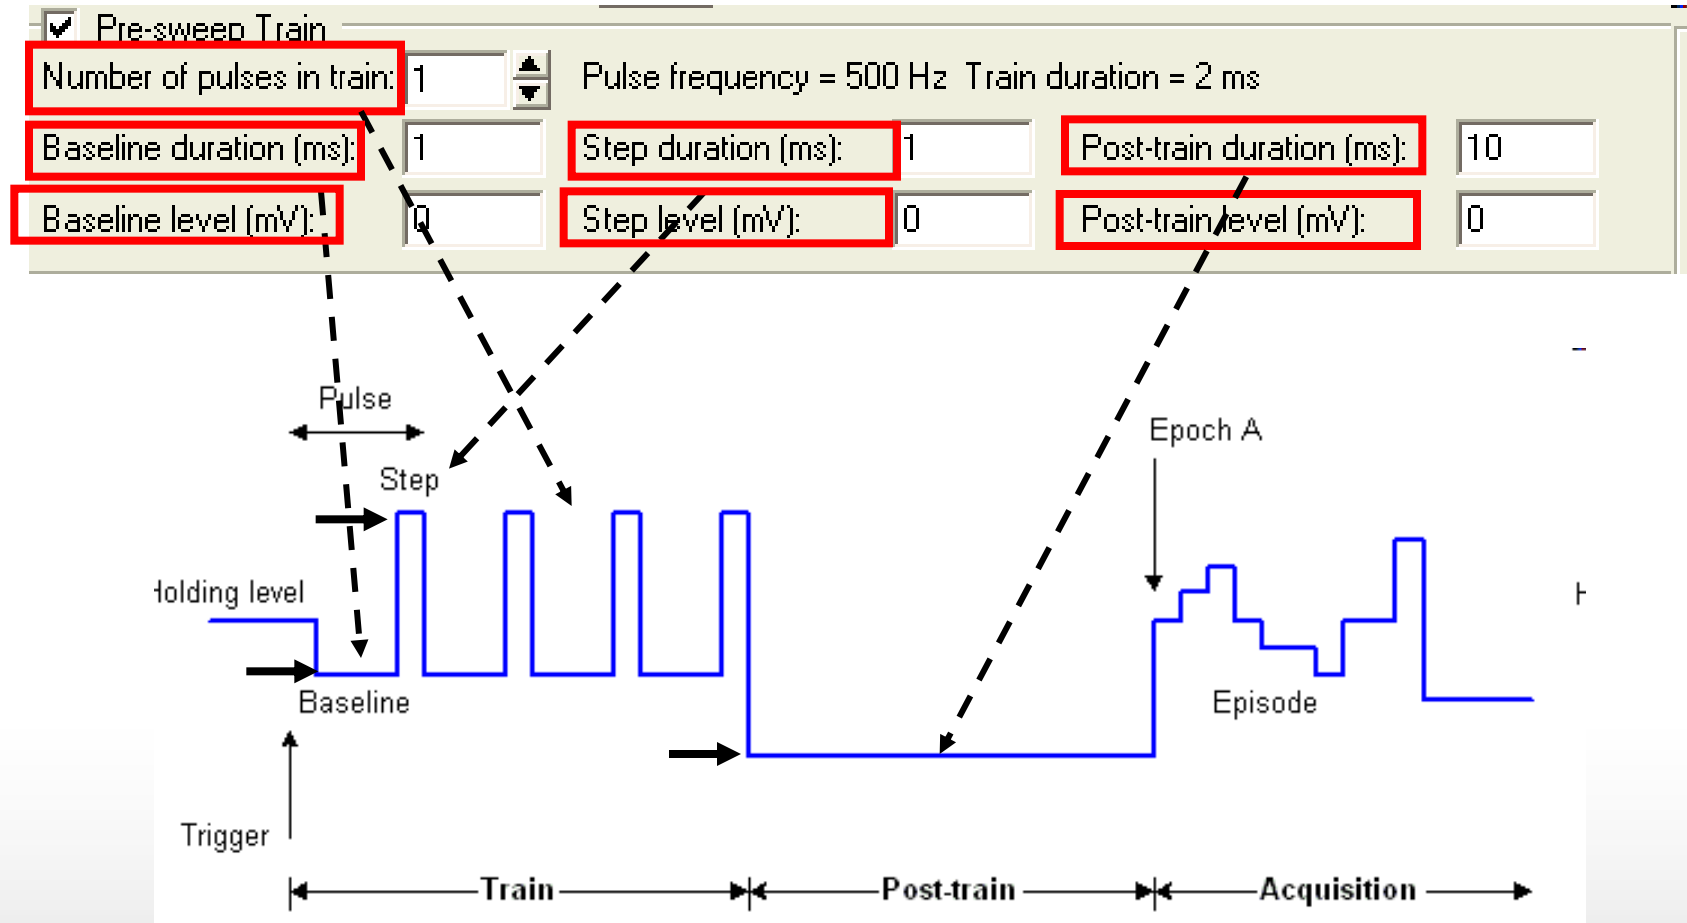 Pre-sweep Train
Number of pulses in train: 1 Pulse frequency = 500 Hz Train duration = 2 ms
Baseline duration (ms): 1 Step duration (ms): 1 Post-train duration (ms): 10
Baseline level (mV): 0 Step level (mV): 0 Post-train level (mV): 0
Pulse
Epoch A
Step
Holding level H
Baseline
Episode
Trigger
Train Post-train Acquisition